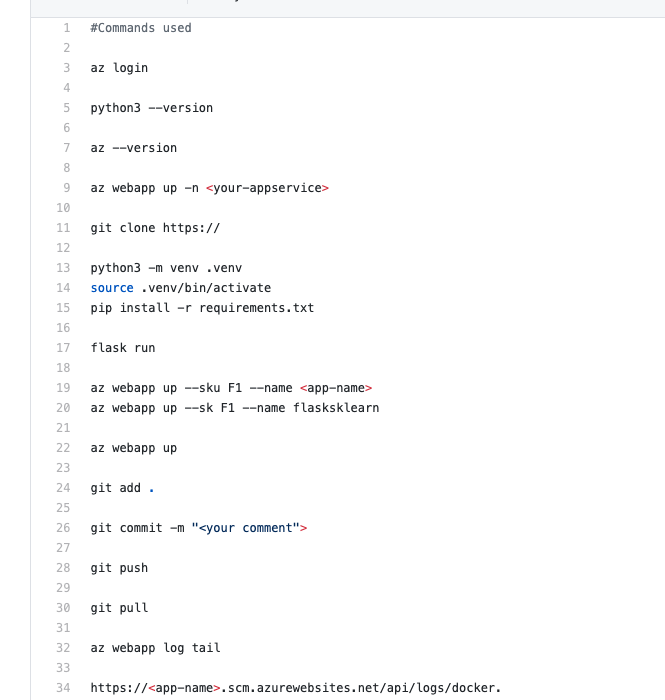 1 #Commands used
2
3 az login
4
5 python3 --version
6
7 az --version
8
9 az webapp up -n <your-appservice>
10
11 git clone https://
12
13 python3 -m venv .venv
14 source .venv/bin/activate
15 pip install -r requirements.txt
16
17 flask run
18
19 az webapp up --sku F1 --name <app-name>
20 az webapp up --sk F1 --name flasksklearn
21
22 az webapp up
23
24 git add .
25
26 git commit -m "<your comment">
27
28 git push
29
30 git pull
31
32 az webapp log tail
33
34 https://<app-name>.scm.azurewebsites.net/api/logs/docker.